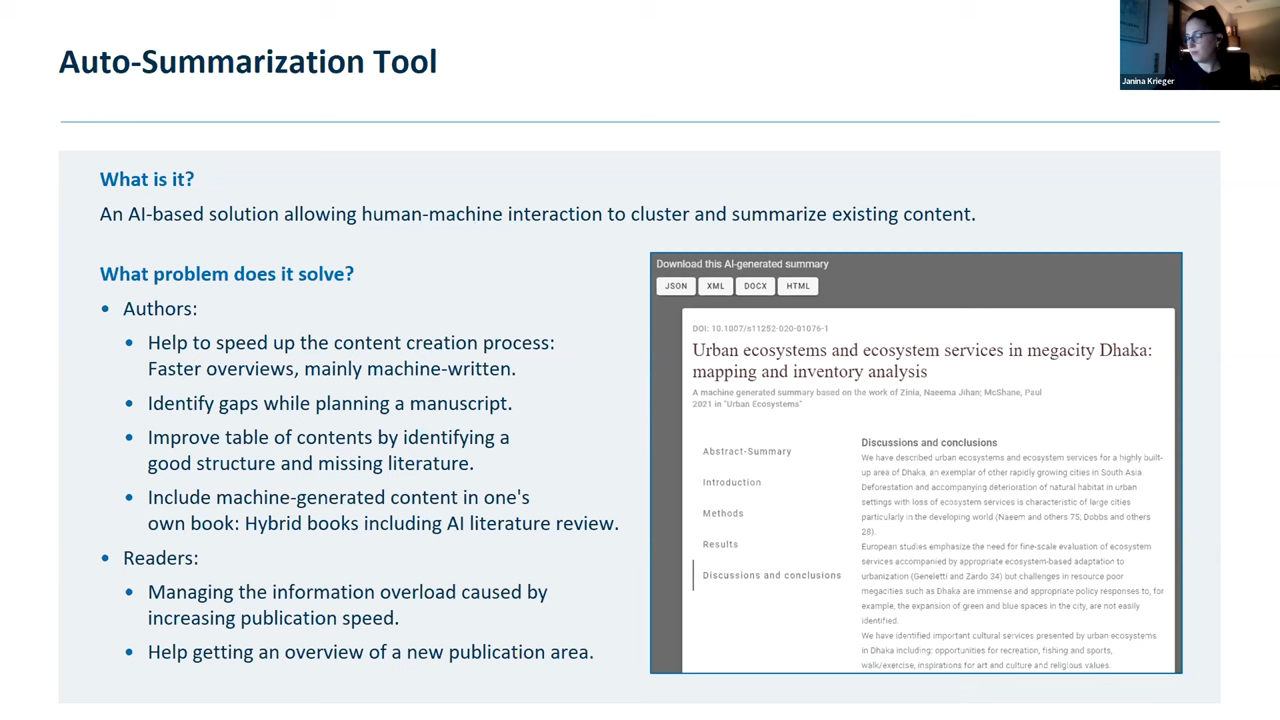 Auto-Summarization Tool
Janina Krieger
What is it?
An AI-based solution allowing human-machine interaction to cluster and summarize existing content.
What problem does it solve?
• Authors:
• Help to speed up the content creation process:
Faster overviews, mainly machine-written.
• Identify gaps while planning a manuscript.
• Improve table of contents by identifying a
good structure and missing literature.
• Include machine-generated content in one's
own book: Hybrid books including AI literature review.
• Readers:
• Managing the information overload caused by
increasing publication speed.
• Help getting an overview of a new publication area.
Download this AI-generated summary
JSON XML DOCX HTML
DOI: 10.1007/s11252-020-01076-1
Urban ecosystems and ecosystem services in megacity Dhaka:
mapping and inventory analysis
A machine generated summary based on the work of Zinia, Naeema Jihan; McShane, Paul
2021 in "Urban Ecosystems"
Abstract-Summary
Introduction
Methods
Results
Discussions and conclusions
Discussions and conclusions
We have described urban ecosystems and ecosystem services for a highly built-
up area of Dhaka, an exemplar of other rapidly growing cities in South Asia.
Deforestation and accompanying deterioration of natural habitat in urban
settings with loss of ecosystem services is characteristic of large cities
particularly in the developing world (Naeem and others 75; Dobbs and others
28).
European studies emphasize the need for fine-scale evaluation of ecosystem
services accompanied by appropriate ecosystem-based adaptation to
urbanization (Geneletti and Zardo 34) but challenges in resource poor
megacities such as Dhaka are immense and appropriate policy responses to, for
example, the expansion of green and blue spaces in the city, are not easily
identified.
We have identified important cultural services presented by urban ecosystems
in Dhaka including: opportunities for recreation, fishing and sports,
walk/exercise, inspirations for art and culture and religious values.